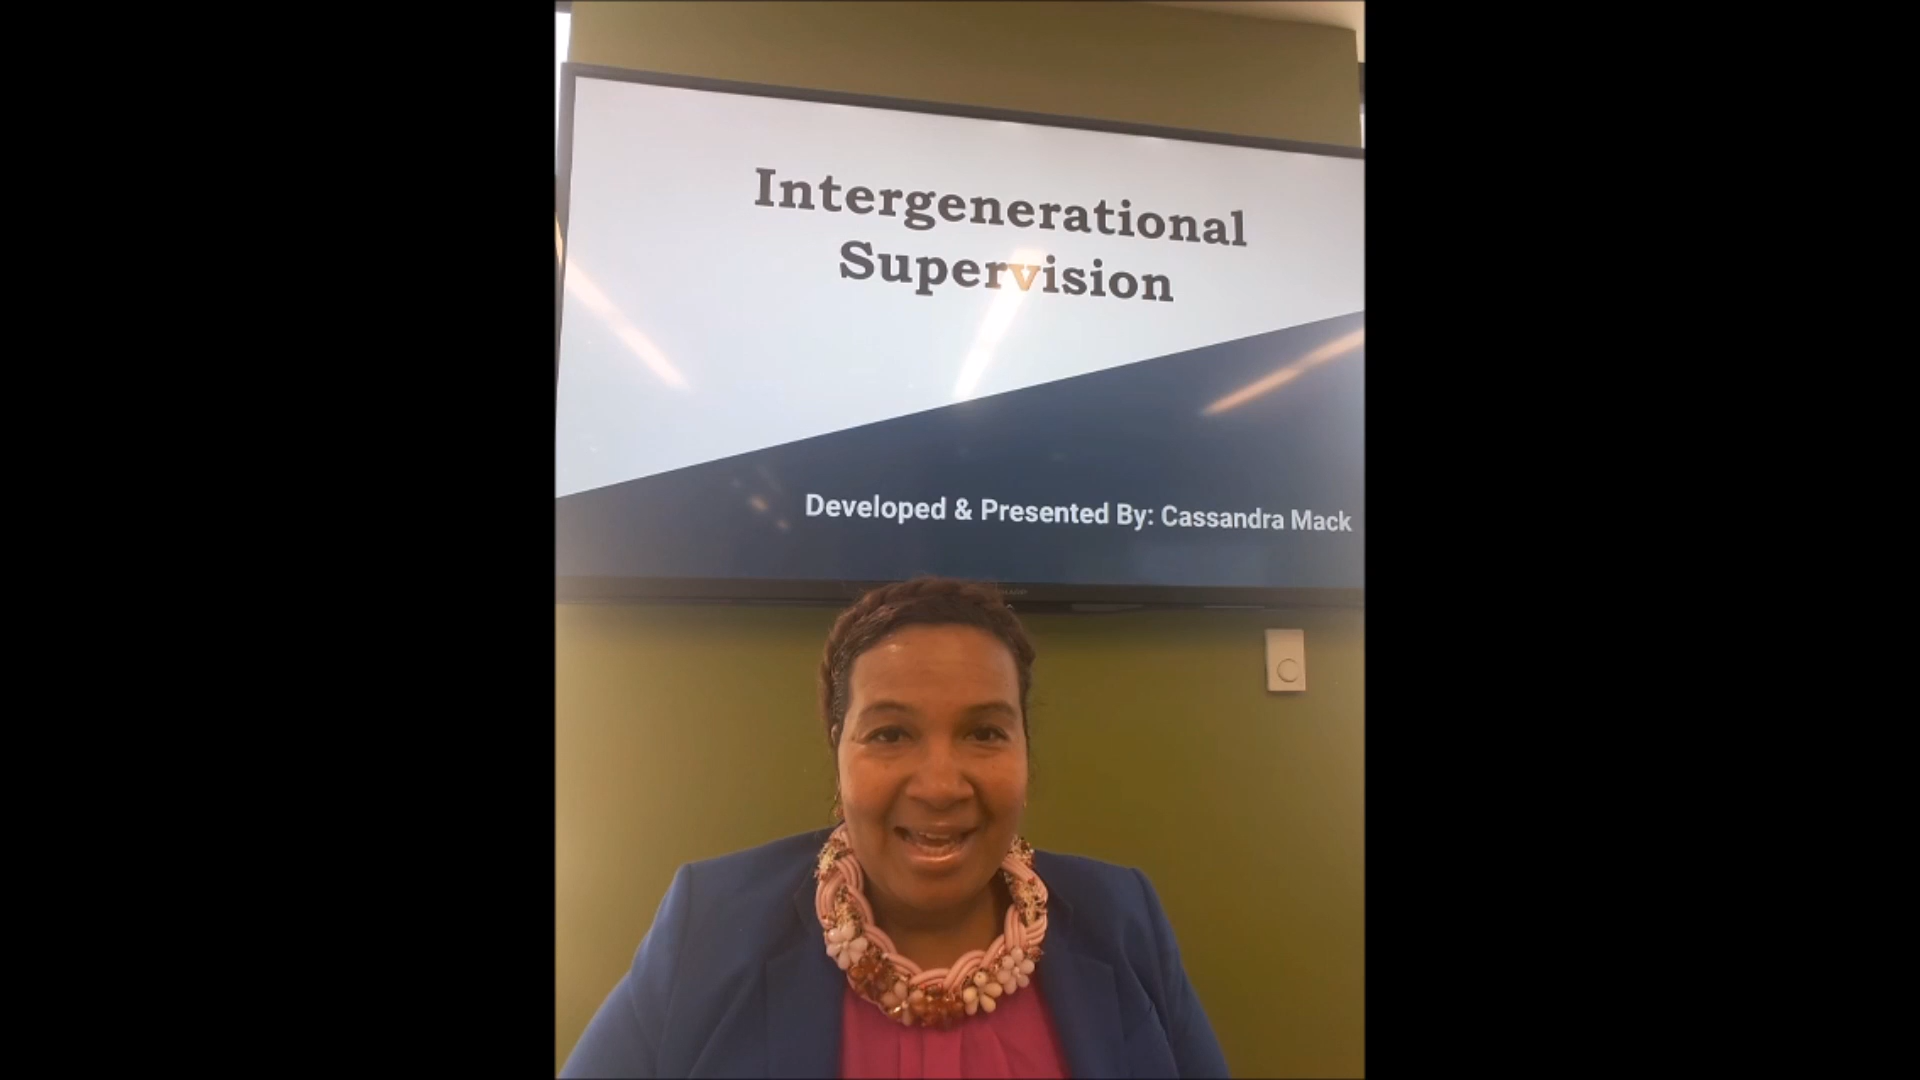 Intergenerational
Supervision
Developed & Presented By: Cassandra Mack